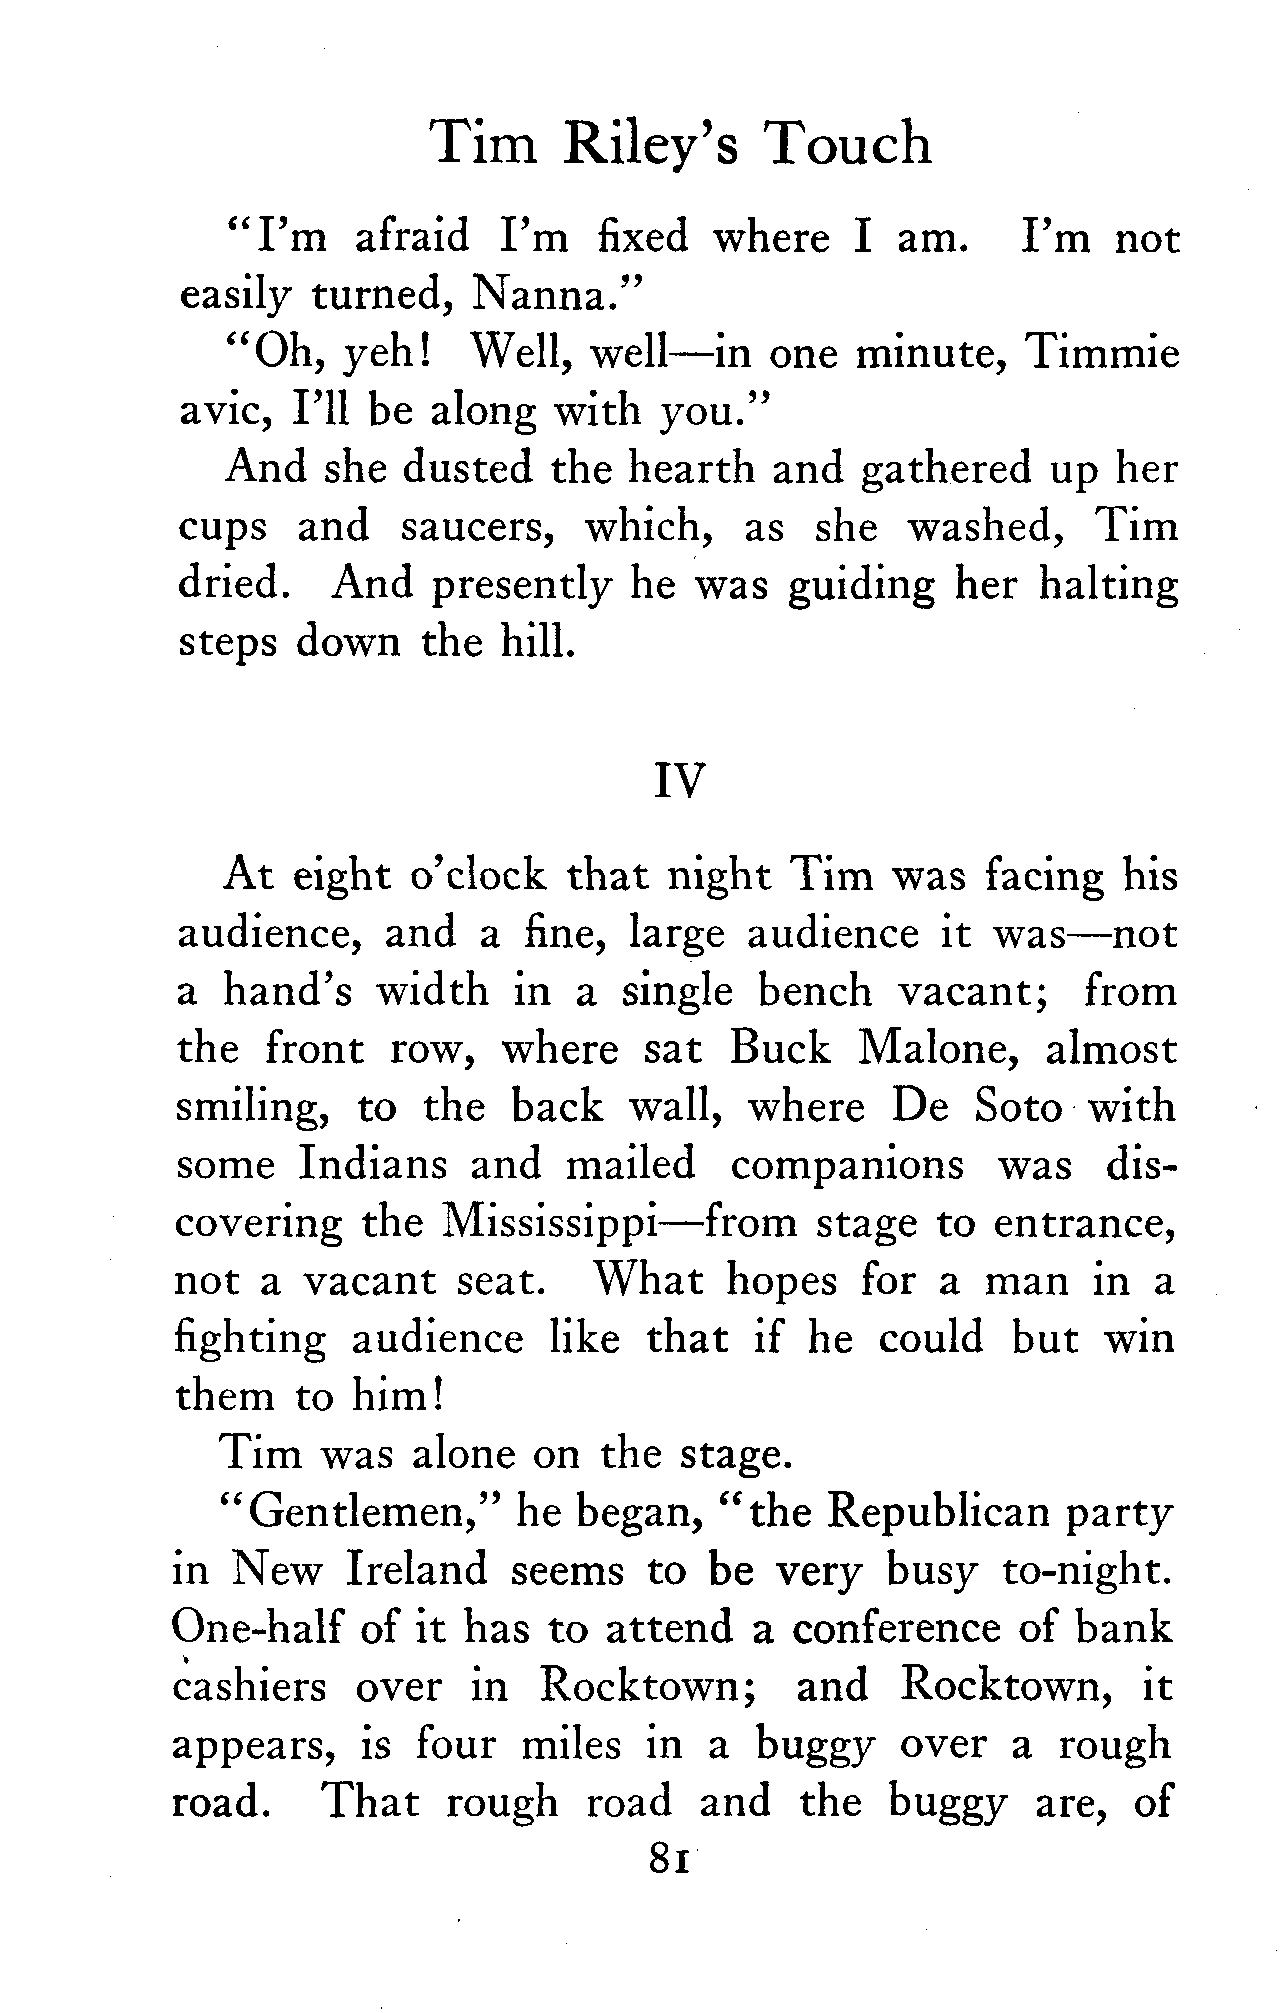 Tim Riley's Touch
"I'm afraid I'm fixed where I am. I'm not
easily turned, Nanna."
"Oh, yeh! Well, well—in one minute, Timmie
avic, I'll be along with you."
And she dusted the hearth and gathered up her
cups and saucers, which, as she washed, Tim
dried. And presently he was guiding her halting
steps down the hill.
IV
At eight o'clock that night Tim was facing his
audience, and a fine, large audience it was—not
a hand's width in a single bench vacant; from
the front row, where sat Buck Malone, almost
smiling, to the back wall, where De Soto with
some Indians and mailed companions was dis-
covering the Mississippi—from stage to entrance,
not a vacant seat. What hopes for a man in a
fighting audience like that if he could but win
them to him!
Tim was alone on the stage.
"Gentlemen," he began, "the Republican party
in New Ireland seems to be very busy to-night.
One-half of it has to attend a conference of bank
cashiers over in Rocktown; and Rocktown, it
appears, is four miles in a buggy over a rough
road. That rough road and the buggy are, of
81